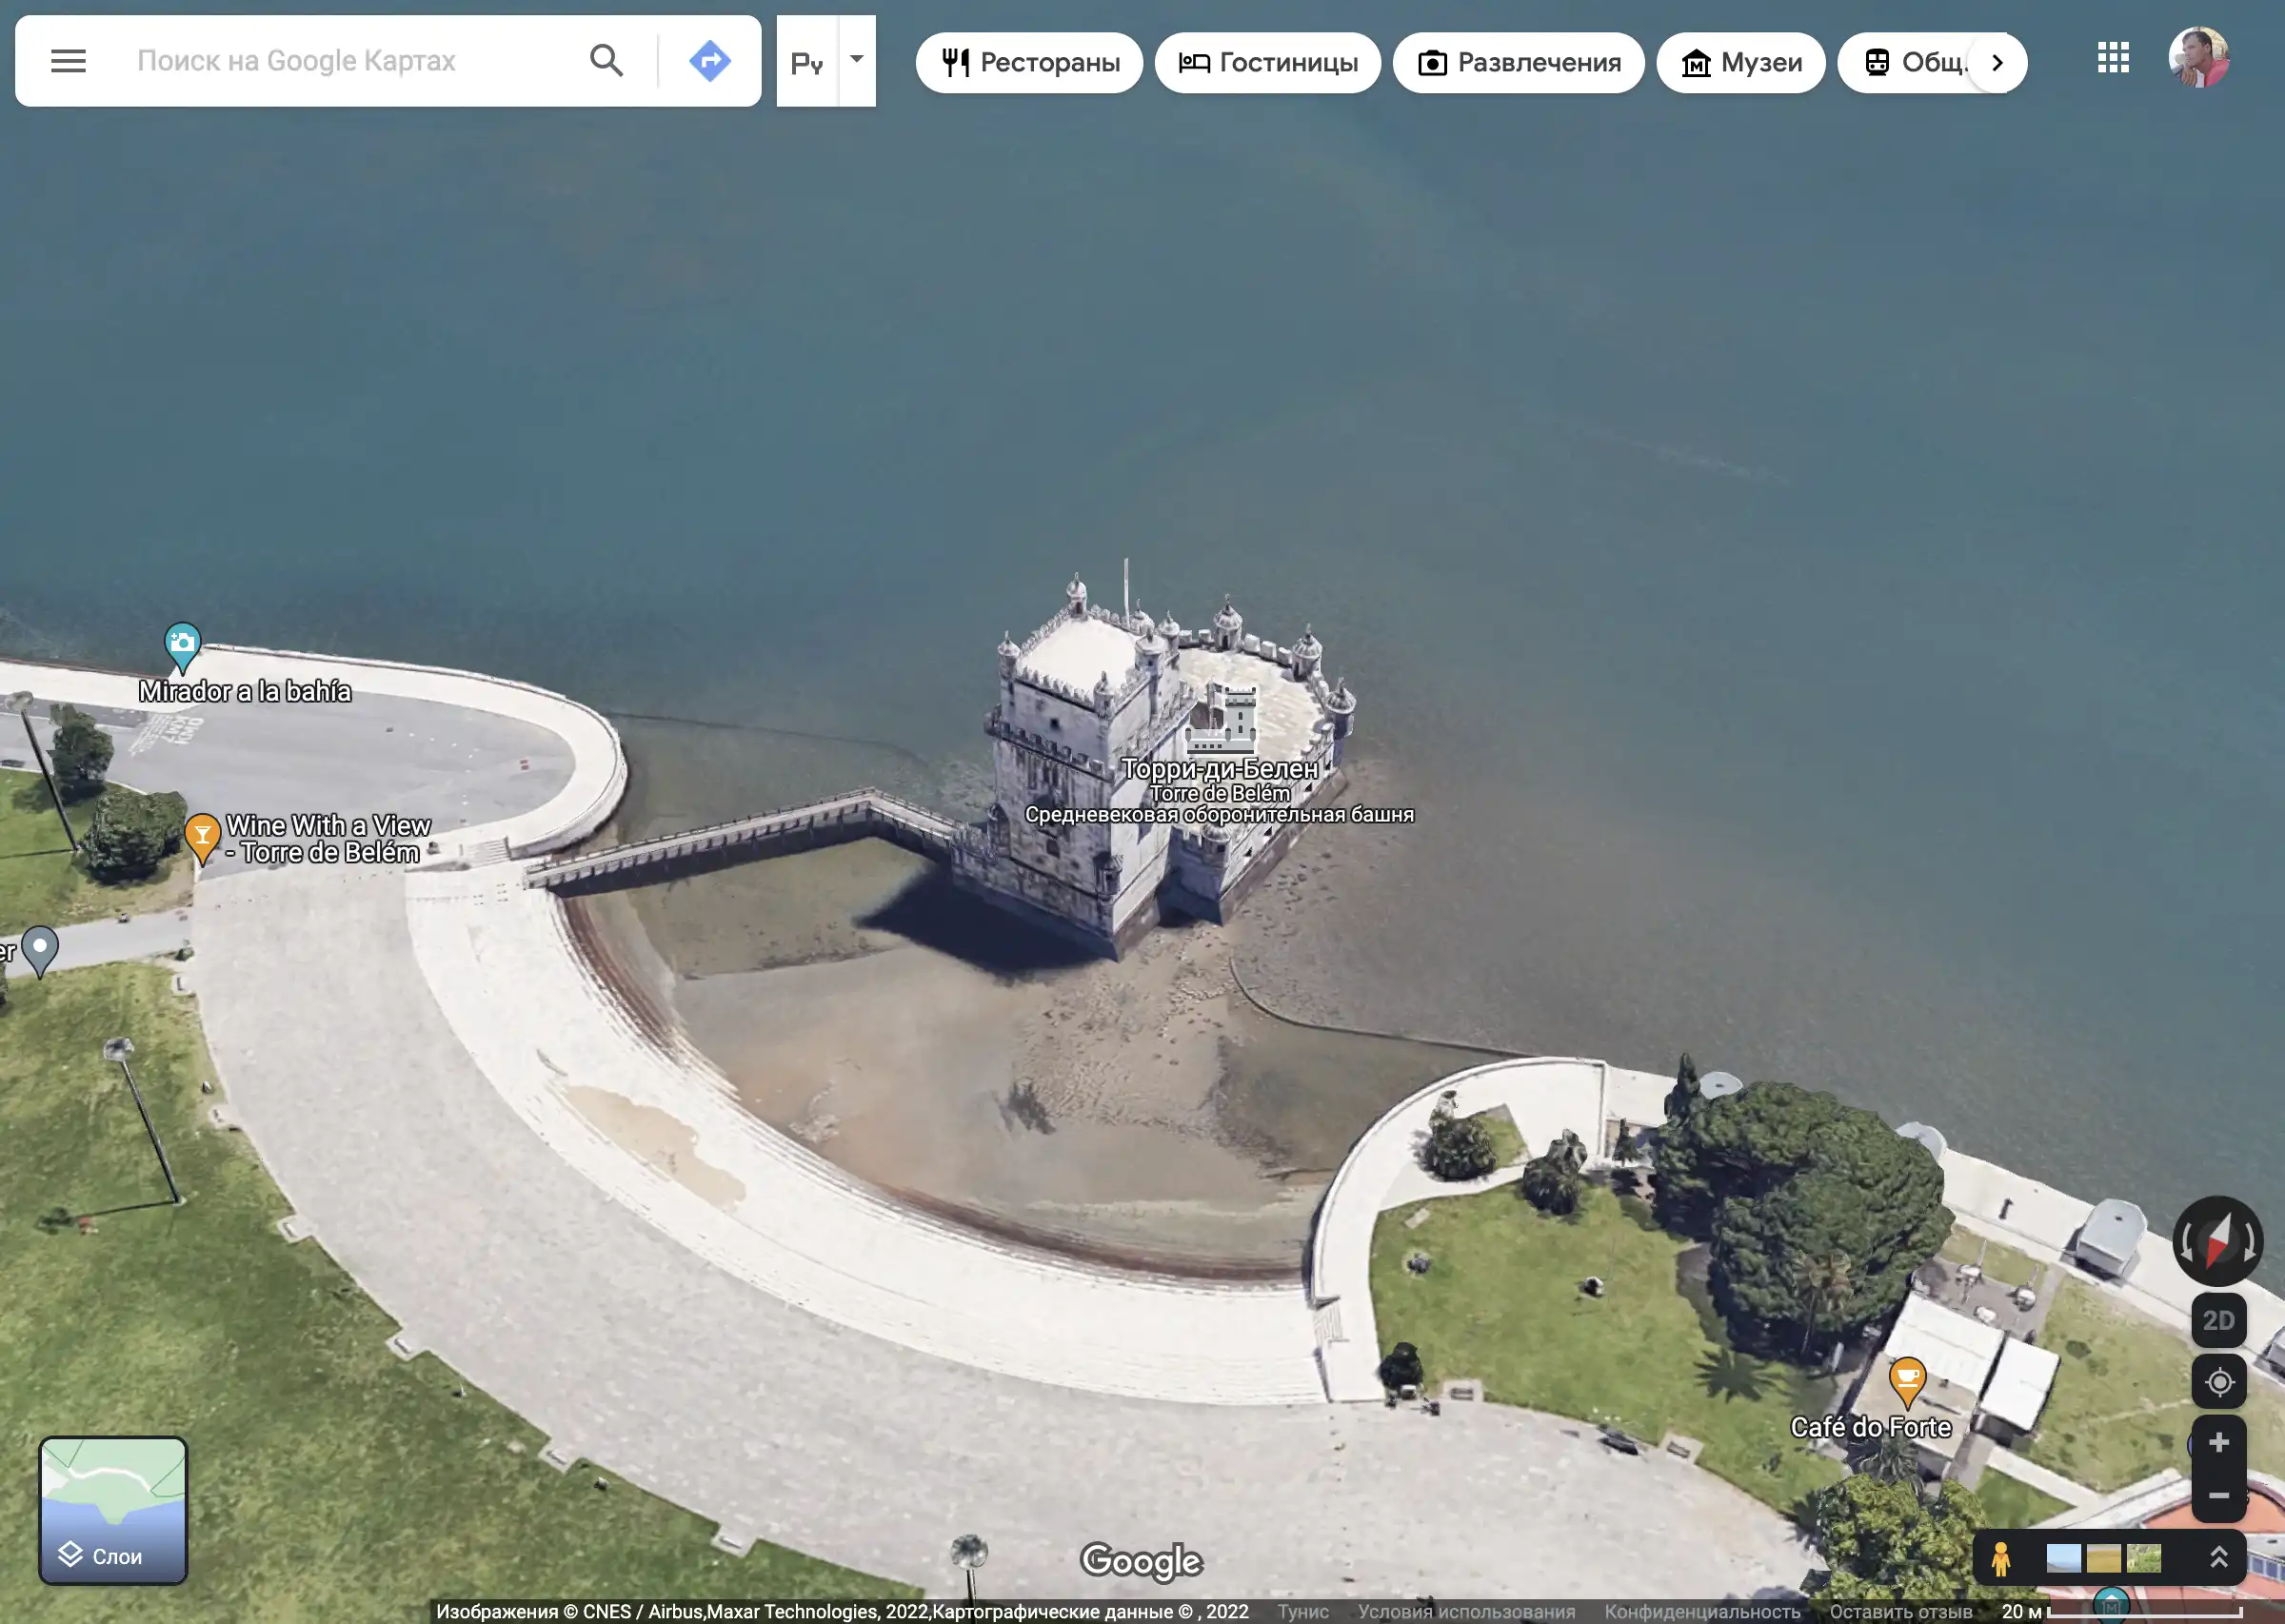 Поиск на Google Картах
Ру
Рестораны
Гостиницы
Развлечения
Музеи
Общ.
Mirador a la bahía
Торри-ди-Белен
Torre de Belém
Средневековая оборонительная башня
Wine With a View
- Torre de Belém
er
2D
Café do Forte
Слои
Google
Изображения © CNES / Airbus,Maxar Technologies, 2022,Картографические данные © , 2022 Тунис Условия использования Конфиденциальность Оставить отзыв 20 м